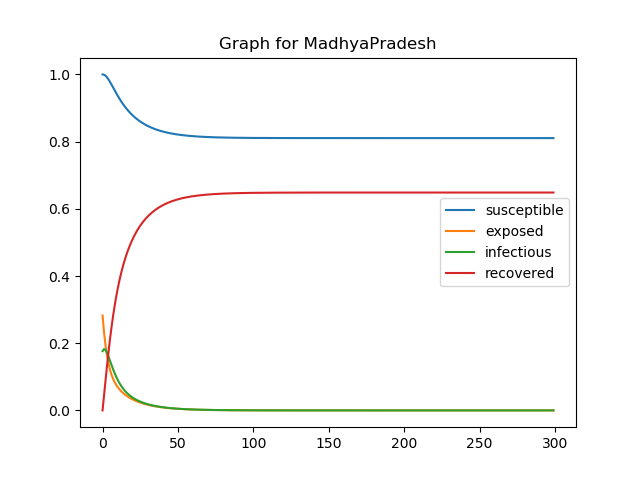 Graph for MadhyaPradesh
1.0
0.8
0.6
0.4
0.2
0.0
susceptible
exposed
infectious
recovered
0 50 100 150 200 250 300